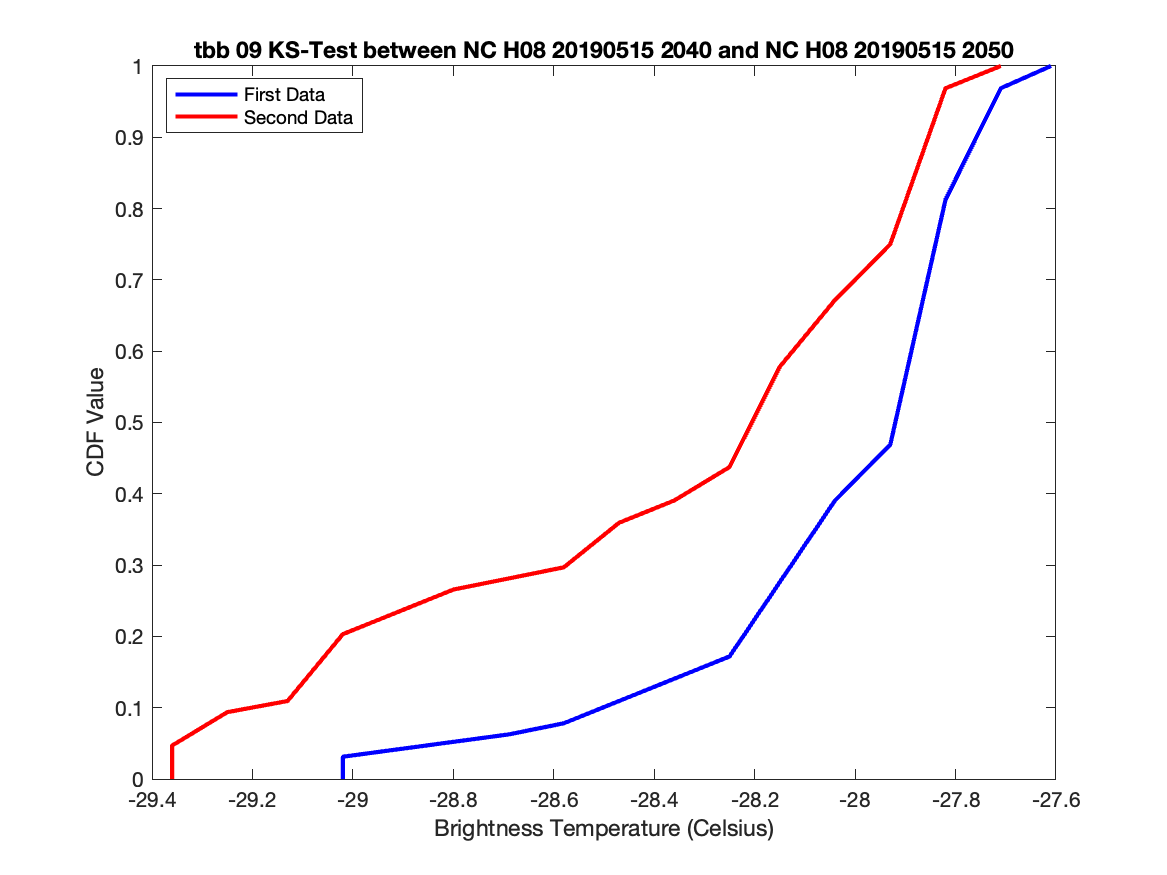 tbb 09 KS-Test between NC H08 20190515 2040 and NC H08 20190515 2050
First Data
Second Data
1
0.9
0.8
0.7
0.6
0.5
0.4
0.3
0.2
0.1
0
CDF Value
-29.4 -29.2 -29 -28.8 -28.6 -28.4 -28.2 -28 -27.8 -27.6
Brightness Temperature (Celsius)